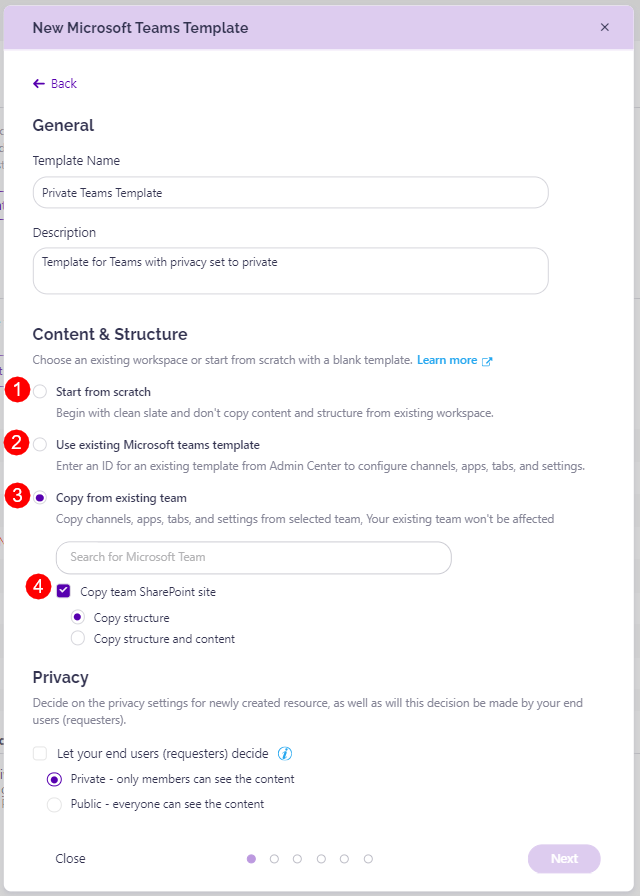 New Microsoft Teams Template
Back
General
Template Name
Private Teams Template
Description
Template for Teams with privacy set to private
Content & Structure
Choose an existing workspace or start from scratch with a blank template. Learn more
1 Start from scratch
Begin with clean slate and don't copy content and structure from existing workspace.
2 Use existing Microsoft teams template
Enter an ID for an existing template from Admin Center to configure channels, apps, tabs, and settings.
3 Copy from existing team
Copy channels, apps, tabs, and settings from selected team, Your existing team won't be affected
Search for Microsoft Team
4 Copy team SharePoint site
Copy structure
Copy structure and content
Privacy
Decide on the privacy settings for newly created resource, as well as will this decision be made by your end
users (requesters).
Let your end users (requesters) decide i
Private - only members can see the content
Public - everyone can see the content
Close Next